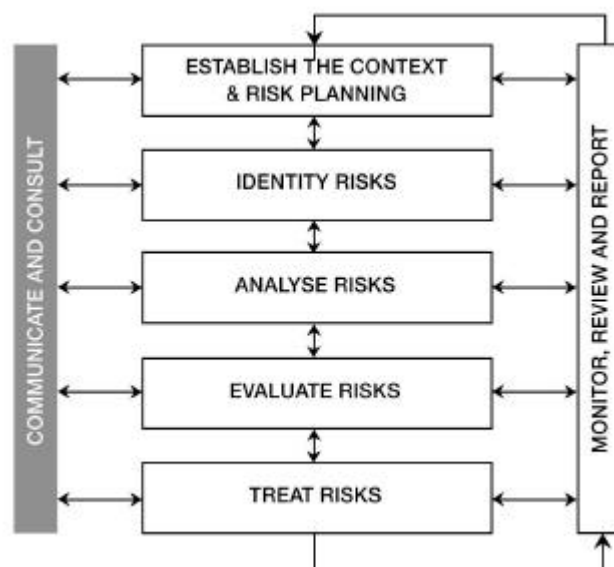 ESTABLISH THE CONTEXT
& RISK PLANNING
IDENTITY RISKS
ANALYSE RISKS
EVALUATE RISKS
TREAT RISKS
COMMUNICATE AND CONSULT
MONITOR, REVIEW AND REPORT